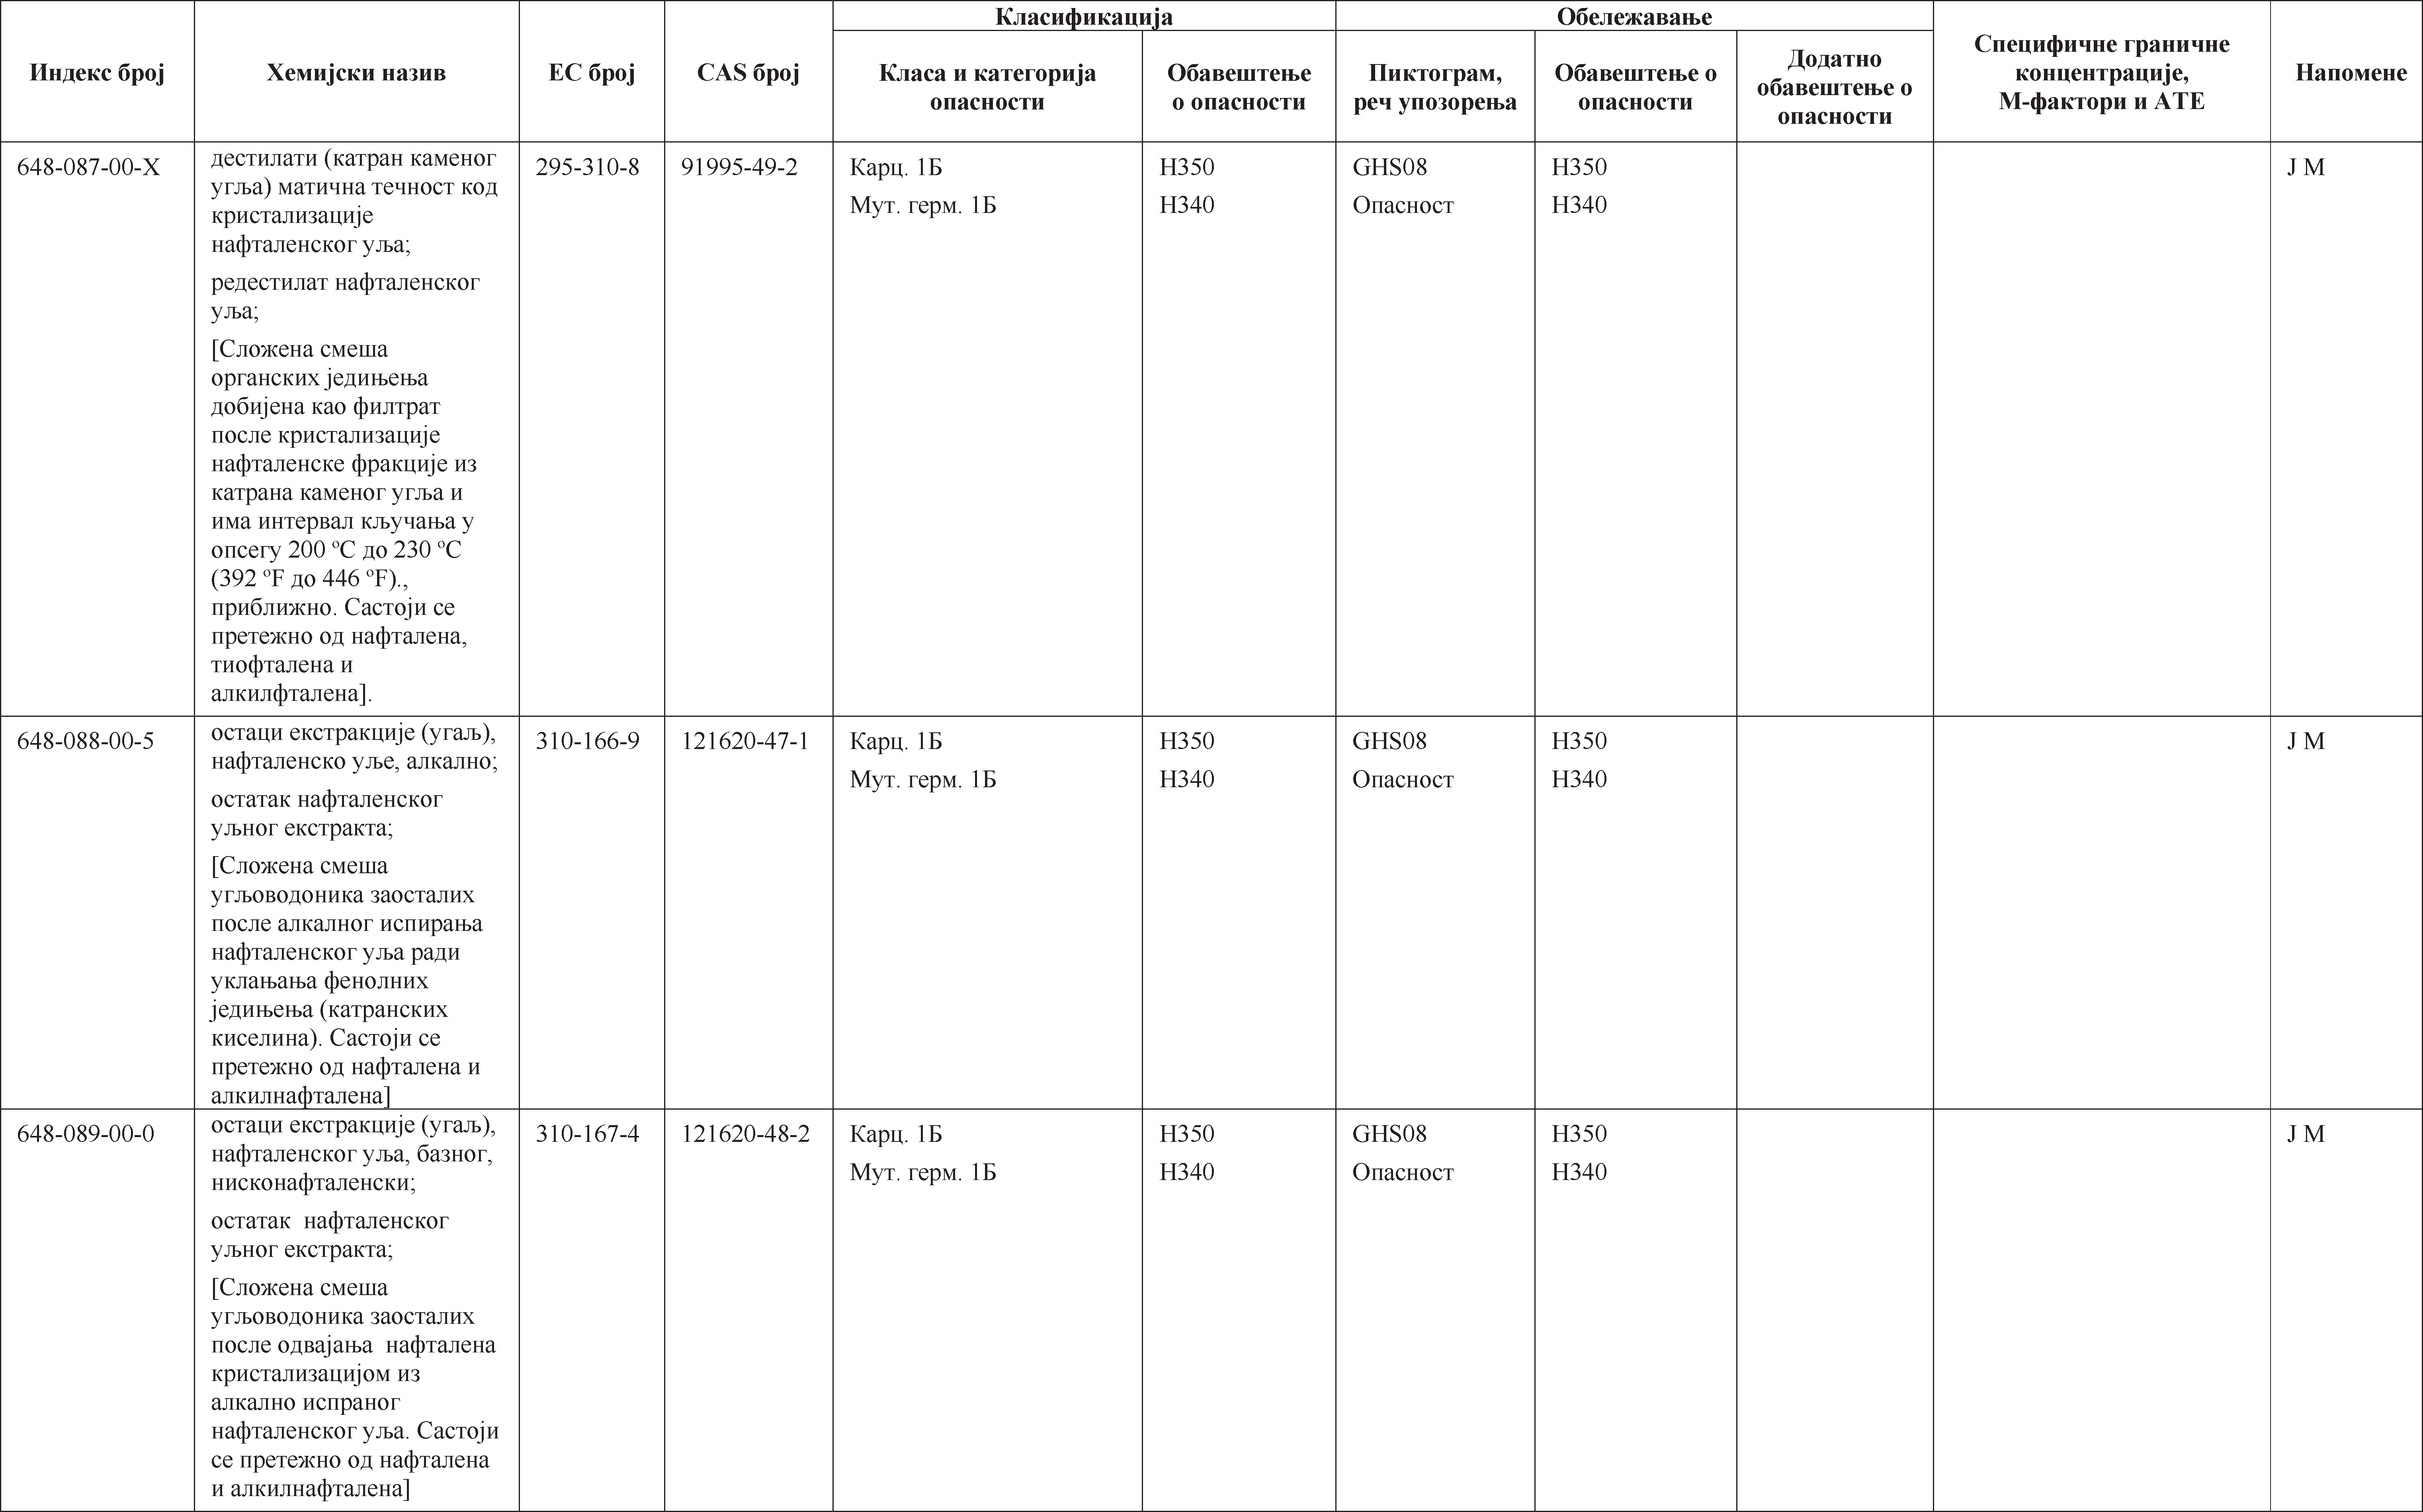 Класификација
Обележавање
Индекс број
Хемијски назив
ЕС број
CAS број
Класа и категорија
опасности
Обавештење
о опасности
Пиктограм,
реч упозорења
Обавештење о
опасности
Додатно
обавештење о
опасности
Специфичне граничне
концентрације,
М-фактори и АТЕ
Напомене
648-087-00-X
дестилати (катран каменог
угља) матична течност код
кристализације
нафталенског уља;
редестилат нафталенског
уља;
[Сложена смеша
органских једињења
добијена као филтрат
после кристализације
нафталенске фракције из
катрана каменог угља и
има интервал кључања у
опсегу 200 ºC до 230 ºC
(392 ºF до 446 ºF).,
приближно. Састоји се
претежно од нафталена,
тиофталена и
алкилфталена].
295-310-8
91995-49-2
Карц. 1Б
Мут. герм. 1Б
H350
H340
GHS08
Опасност
H350
H340
Ј М
648-088-00-5
остаци екстракције (угаљ),
нафталенско уље, алкално;
остатак нафталенског
уљног екстракта;
[Сложена смеша
угљоводоника заосталих
после алкалног испирања
нафталенског уља ради
уклањања фенолних
једињења (катранских
киселина). Састоји се
претежно од нафталена и
алкилнафталена]
310-166-9
121620-47-1
Карц. 1Б
Мут. герм. 1Б
H350
H340
GHS08
Опасност
H350
H340
Ј М
648-089-00-0
остаци екстракције (угаљ),
нафталенског уља, базног,
нисконафталенски;
остатак  нафталенског
уљног екстракта;
[Сложена смеша
угљоводоника заосталих
после одвајања  нафталена
кристализацијом из
алкално испраног
нафталенског уља. Састоји
се претежно од нафталена
и алкилнафталена]
310-167-4
121620-48-2
Карц. 1Б
Мут. герм. 1Б
H350
H340
GHS08
Опасност
H350
H340
Ј М